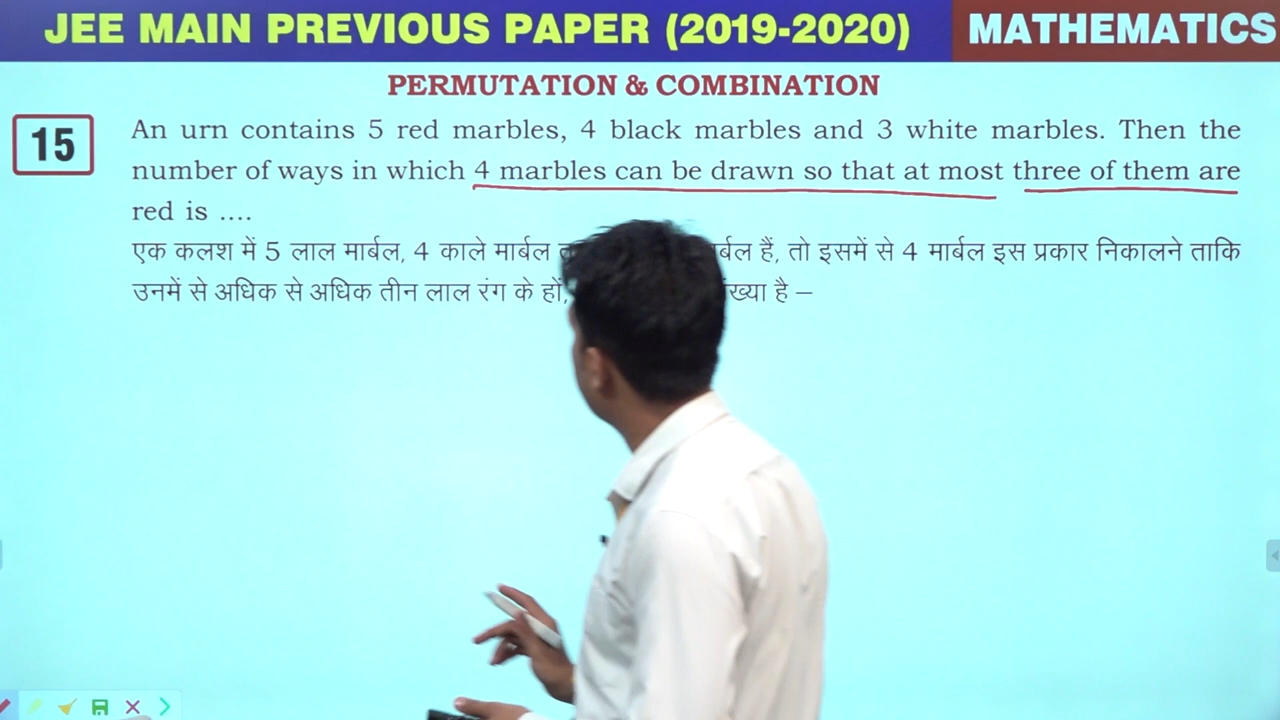 JEE MAIN PREVIOUS PAPER (2019-2020)
MATHEMATICS
PERMUTATION & COMBINATION
15
An urn contains 5 red marbles, 4 black marbles and 3 white marbles. Then the
number of ways in which 4 marbles can be drawn so that at most three of them are
red is ....
एक कलश में 5 लाल मार्बल, 4 काले मार्बल हैं, तो इसमें से 4 मार्बल इस प्रकार निकालने ताकि
उनमें से अधिक से अधिक तीन लाल रंग के हों, है –